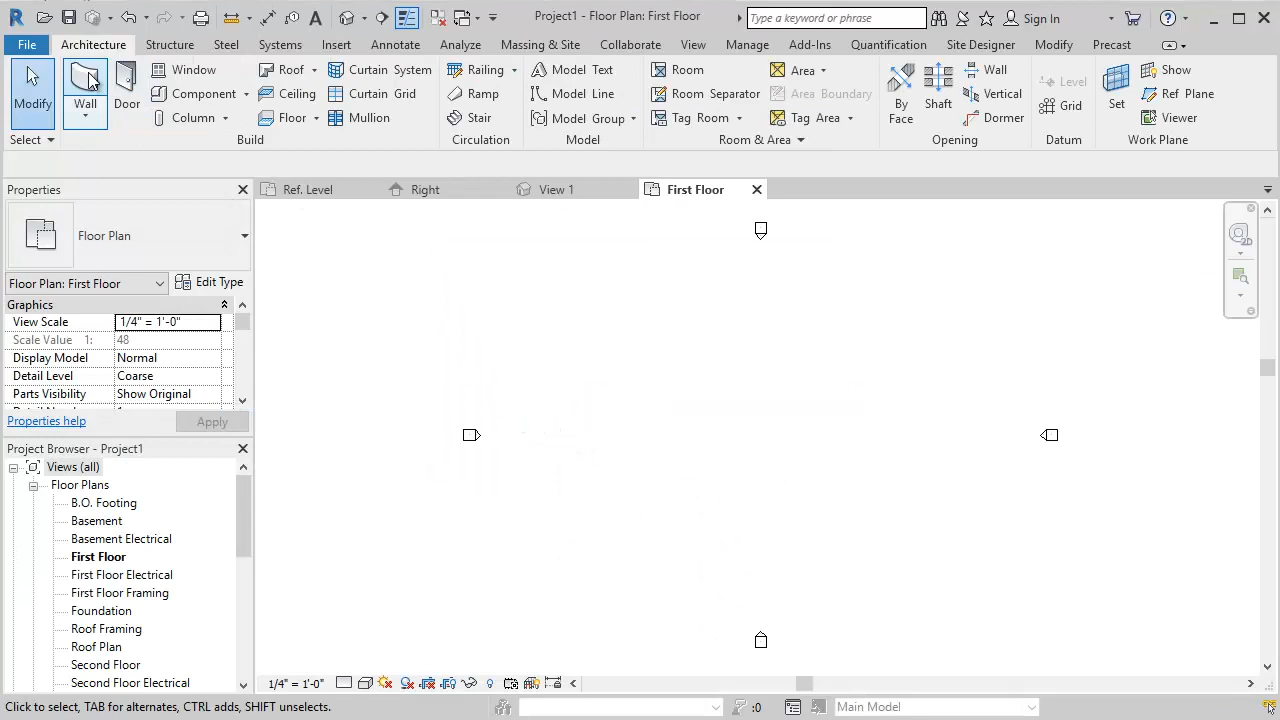 Project1 - Floor Plan: First Floor
Type a keyword or phrase
Sign In
File Architecture Structure Steel Systems Insert Annotate Analyze Massing & Site Collaborate View Manage Add-Ins Quantification Site Designer Modify Precast
Modify
Wall
Door
Window
Component
Column
Roof
Ceiling
Floor
Curtain System
Curtain Grid
Mullion
Railing
Ramp
Stair
Model Text
Model Line
Model Group
Room
Room Separator
Tag Room
Area
Area Boundary
Tag Area
By
Face
Shaft
Wall
Vertical
Dormer
Level
Grid
Set
Show
Ref Plane
Viewer
Select Build Circulation Model Room & Area Opening Datum Work Plane
Properties
Ref. Level Right View 1 First Floor
Floor Plan
Floor Plan: First Floor Edit Type
Graphics
View Scale 1/4" = 1'-0"
Scale Value 1: 48
Display Model Normal
Detail Level Coarse
Parts Visibility Show Original
Properties help Apply
Project Browser - Project1
Views (all)
Floor Plans
B.O. Footing
Basement
Basement Electrical
First Floor
First Floor Electrical
First Floor Framing
Foundation
Roof Framing
Roof Plan
Second Floor
Second Floor Electrical
2D
1/4" = 1'-0"
Click to select, TAB for alternates, CTRL adds, SHIFT unselects. :0 Main Model